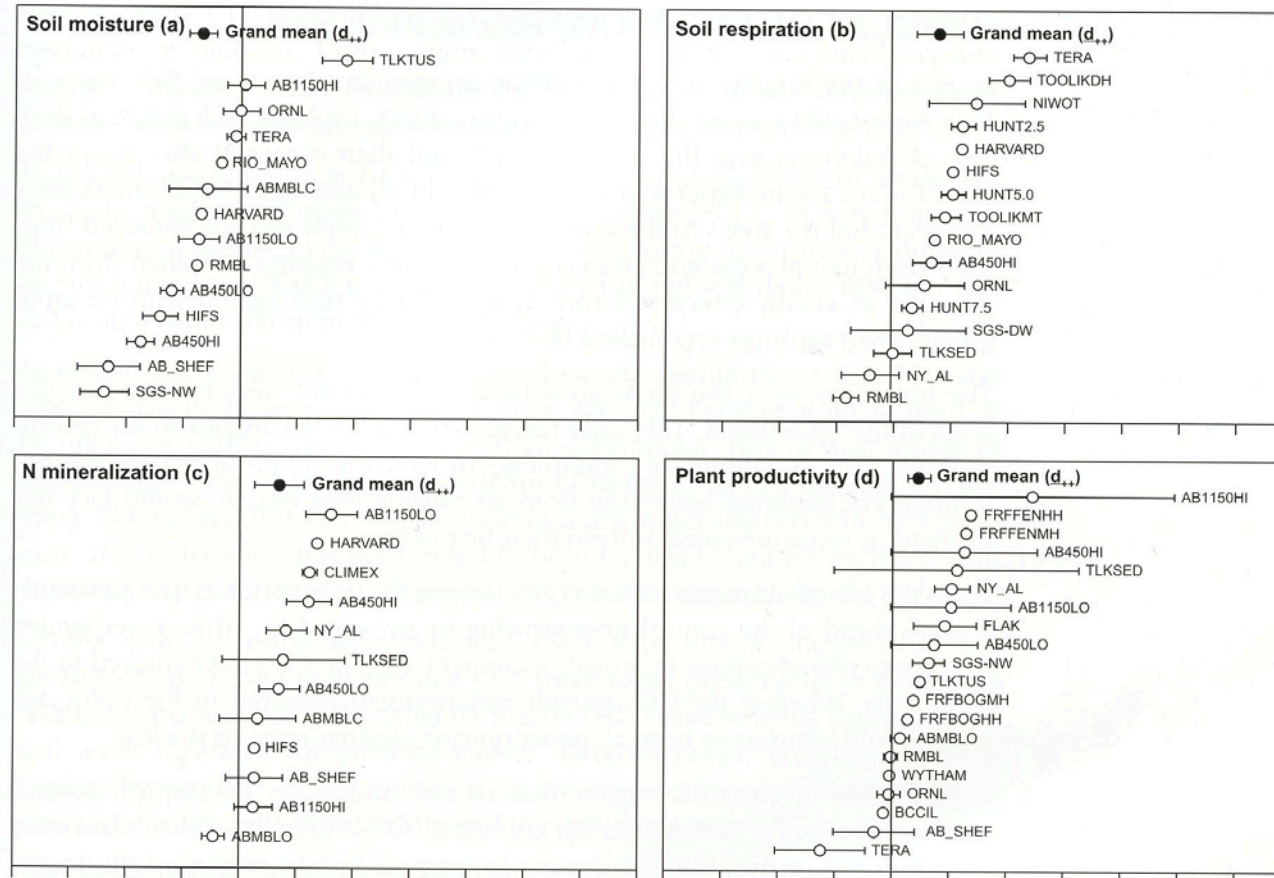 Soil moisture (a)
Grand mean (d++)
TLKTUS
AB1150HI
ORNL
TERA
RIO_MAYO
ABMBLC
HARVARD
AB1150LO
RMBL
AB450LO
HIFS
AB450HI
AB_SHEF
SGS-NW
Soil respiration (b)
Grand mean (d++)
TERA
TOOLIKDH
NIWOT
HUNT2.5
HARVARD
HIFS
HUNT5.0
TOOLIKMT
RIO_MAYO
AB450HI
ORNL
HUNT7.5
SGS-DW
TLKSED
NY_AL
RMBL
N mineralization (c)
Grand mean (d++)
AB1150LO
HARVARD
CLIMEX
AB450HI
NY_AL
TLKSED
AB450LO
ABMBLC
HIFS
AB_SHEF
AB1150HI
ABMBLO
Plant productivity (d)
Grand mean (d++)
AB1150HI
FRFFENHH
FRFFENMH
AB450HI
TLKSED
NY_AL
AB1150LO
FLAK
AB450LO
SGS-NW
TLKTUS
FRFBOGMH
FRFBOGHH
ABMBLO
RMBL
WYTHAM
ORNL
BCCIL
AB_SHEF
TERA